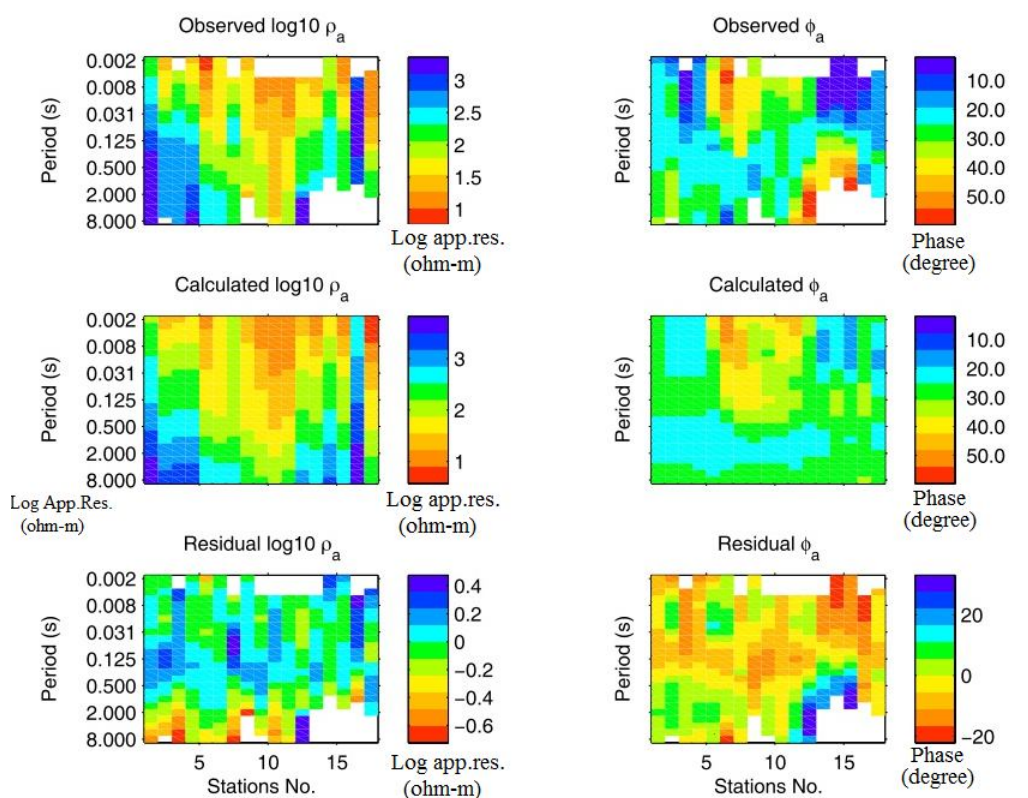 Observed log10 ρa
Period (s)
0.002
0.008
0.031
0.125
0.500
2.000
8.000
3
2.5
2
1.5
1
Log app.res.
(ohm-m)
Observed ϕa
Period (s)
10.0
20.0
30.0
40.0
50.0
Phase
(degree)
Calculated log10 ρa
Period (s)
0.002
0.008
0.031
0.125
0.500
2.000
8.000
Log App.Res.
(ohm-m)
3
2
1
Log app.res.
(ohm-m)
Calculated ϕa
Period (s)
10.0
20.0
30.0
40.0
50.0
Phase
(degree)
Residual log10 ρa
Period (s)
0.002
0.008
0.031
0.125
0.500
2.000
8.000
5 10 15
Stations No.
0.4
0.2
0
−0.2
−0.4
−0.6
Log app.res.
(ohm-m)
Residual ϕa
Period (s)
5 10 15
Stations No.
20
0
−20
Phase
(degree)